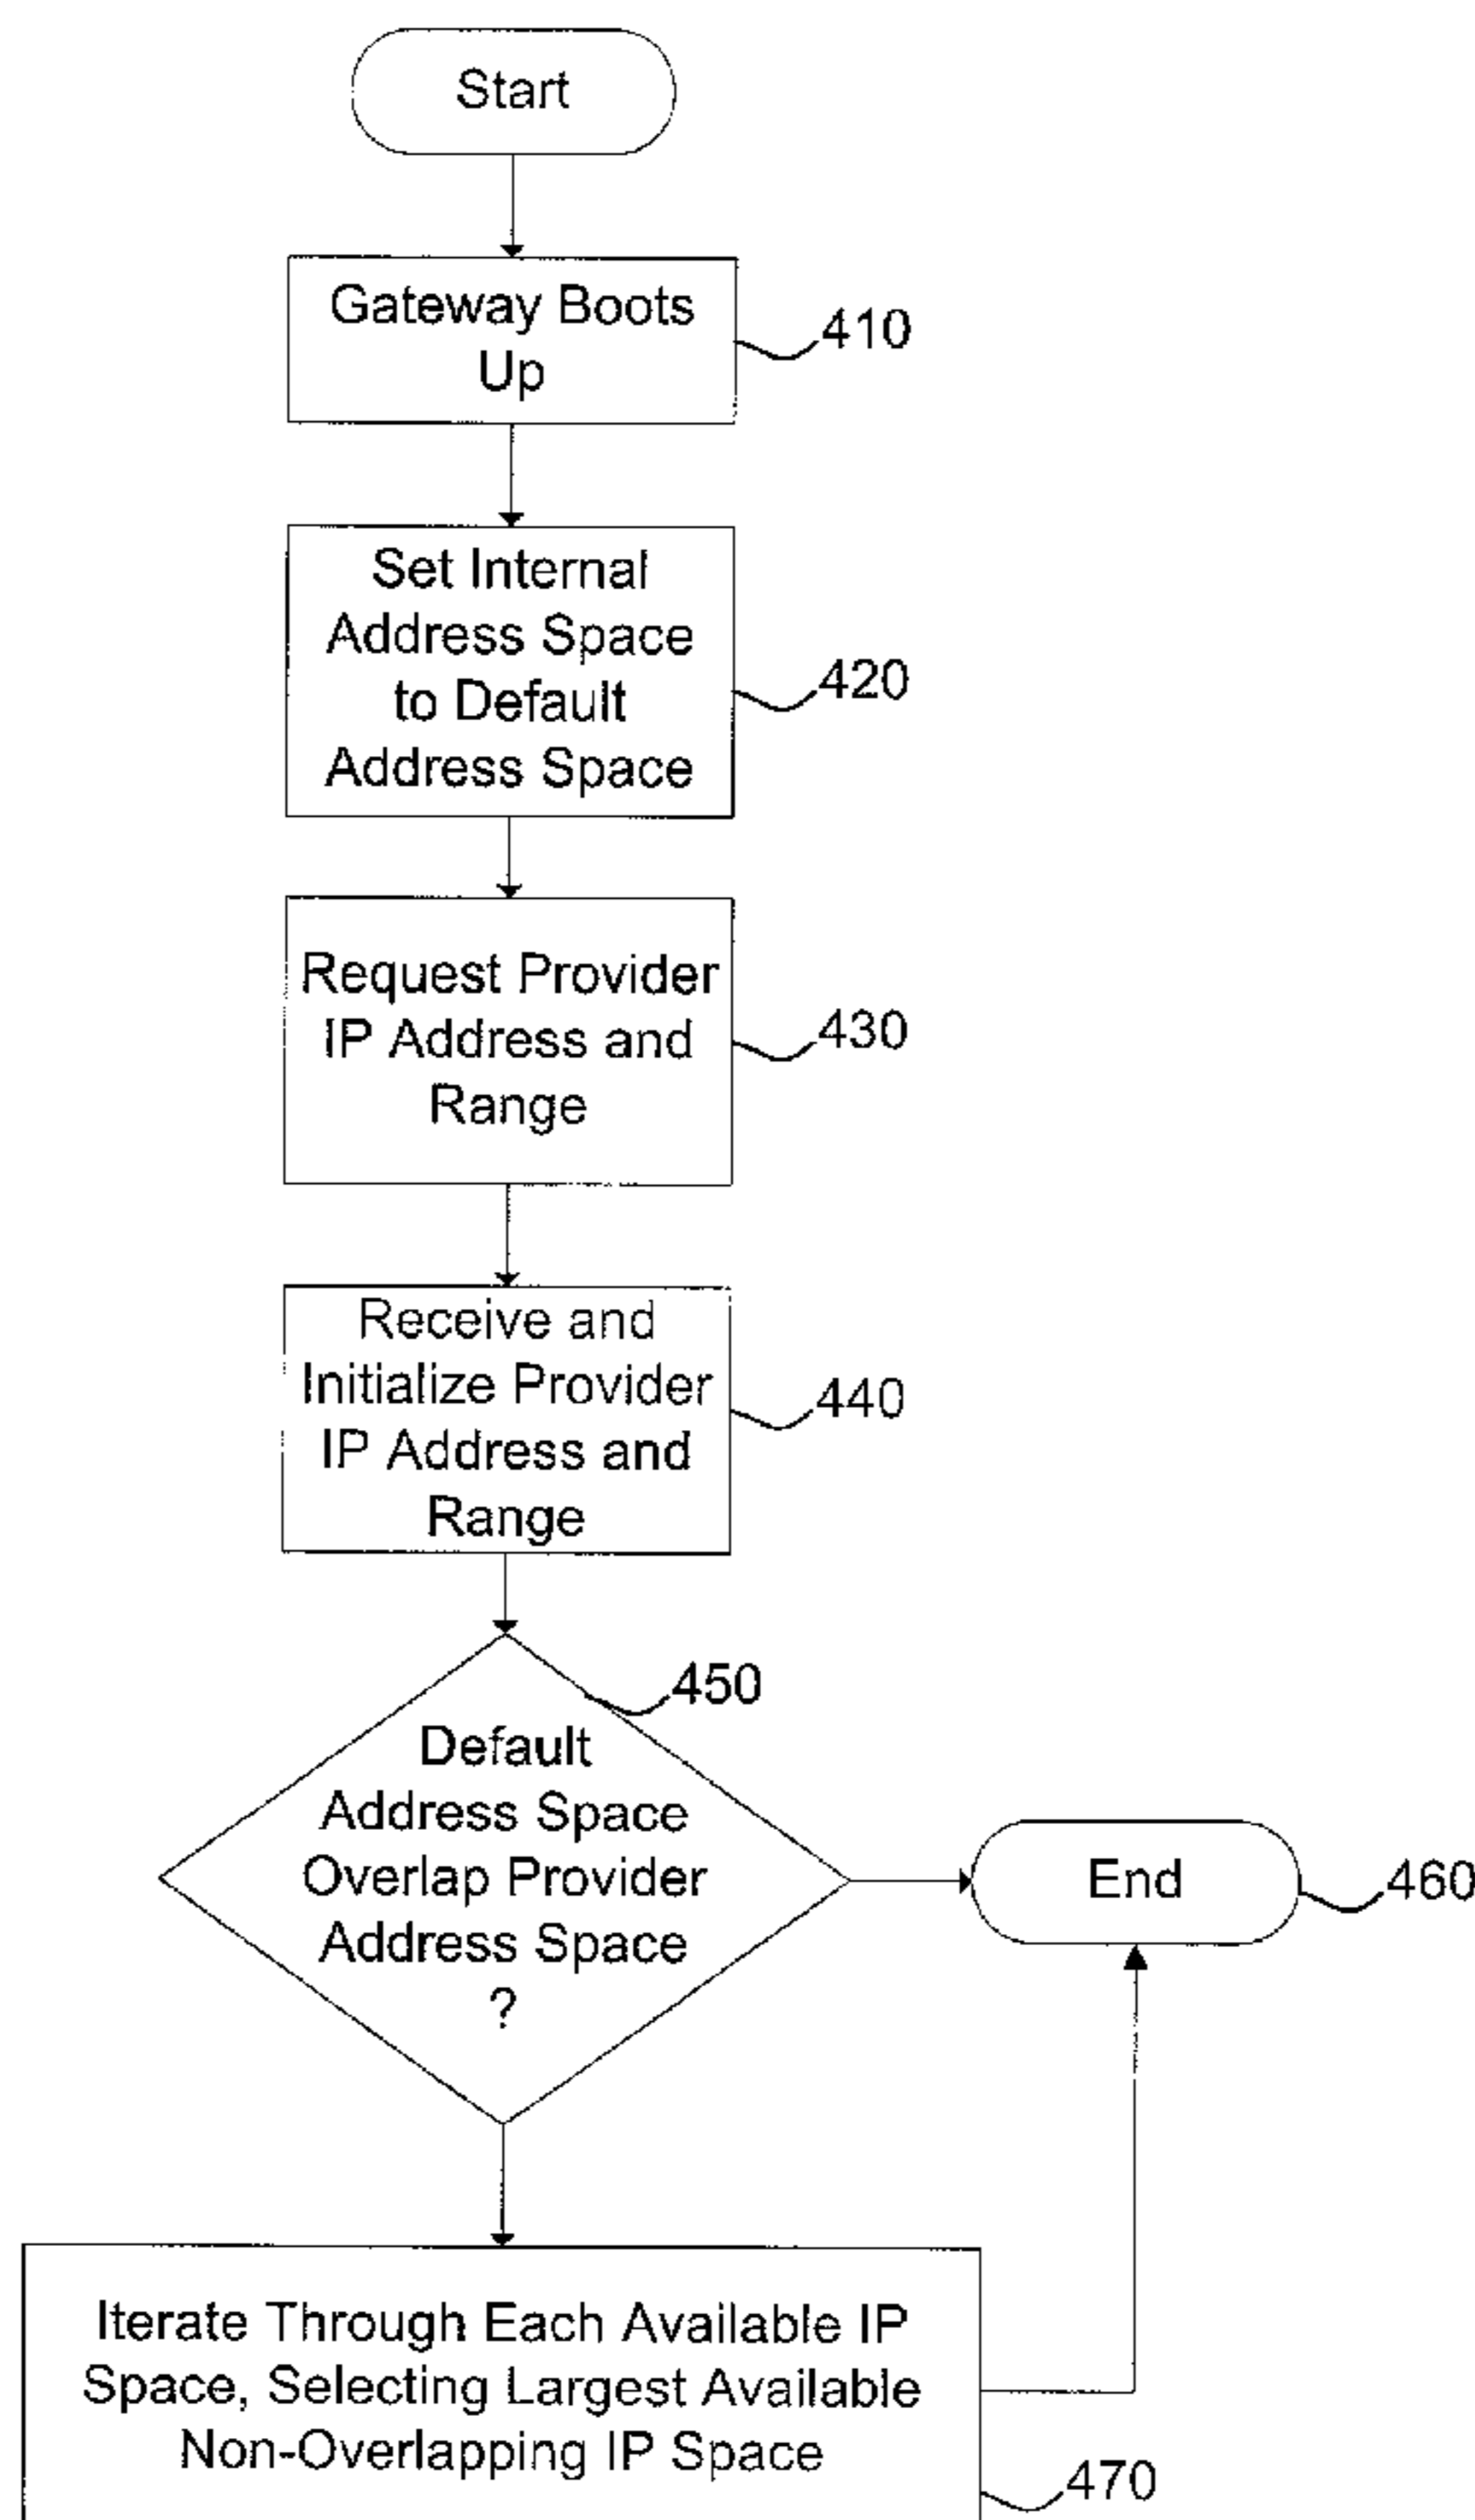 Start
Gateway Boots
Up
410
Set Internal
Address Space
to Default
Address Space
420
Request Provider
IP Address and
Range
430
Receive and
Initialize Provider
IP Address and
Range
440
450
Default
Address Space
Overlap Provider
Address Space
?
End
460
Iterate Through Each Available IP
Space, Selecting Largest Available
Non-Overlapping IP Space
470